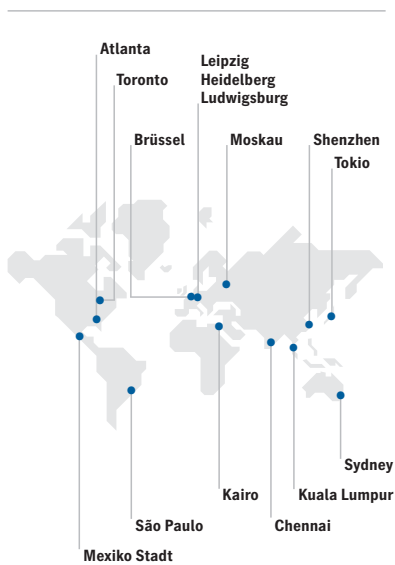 Atlanta
Toronto
Leipzig
Heidelberg
Ludwigsburg
Brüssel
Moskau
Shenzhen
Tokio
Sydney
Kairo
Kuala Lumpur
São Paulo
Chennai
Mexiko Stadt